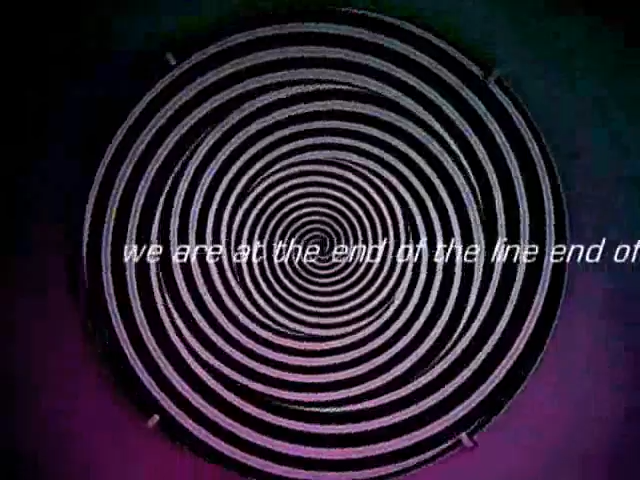 we are at the end of the line end of